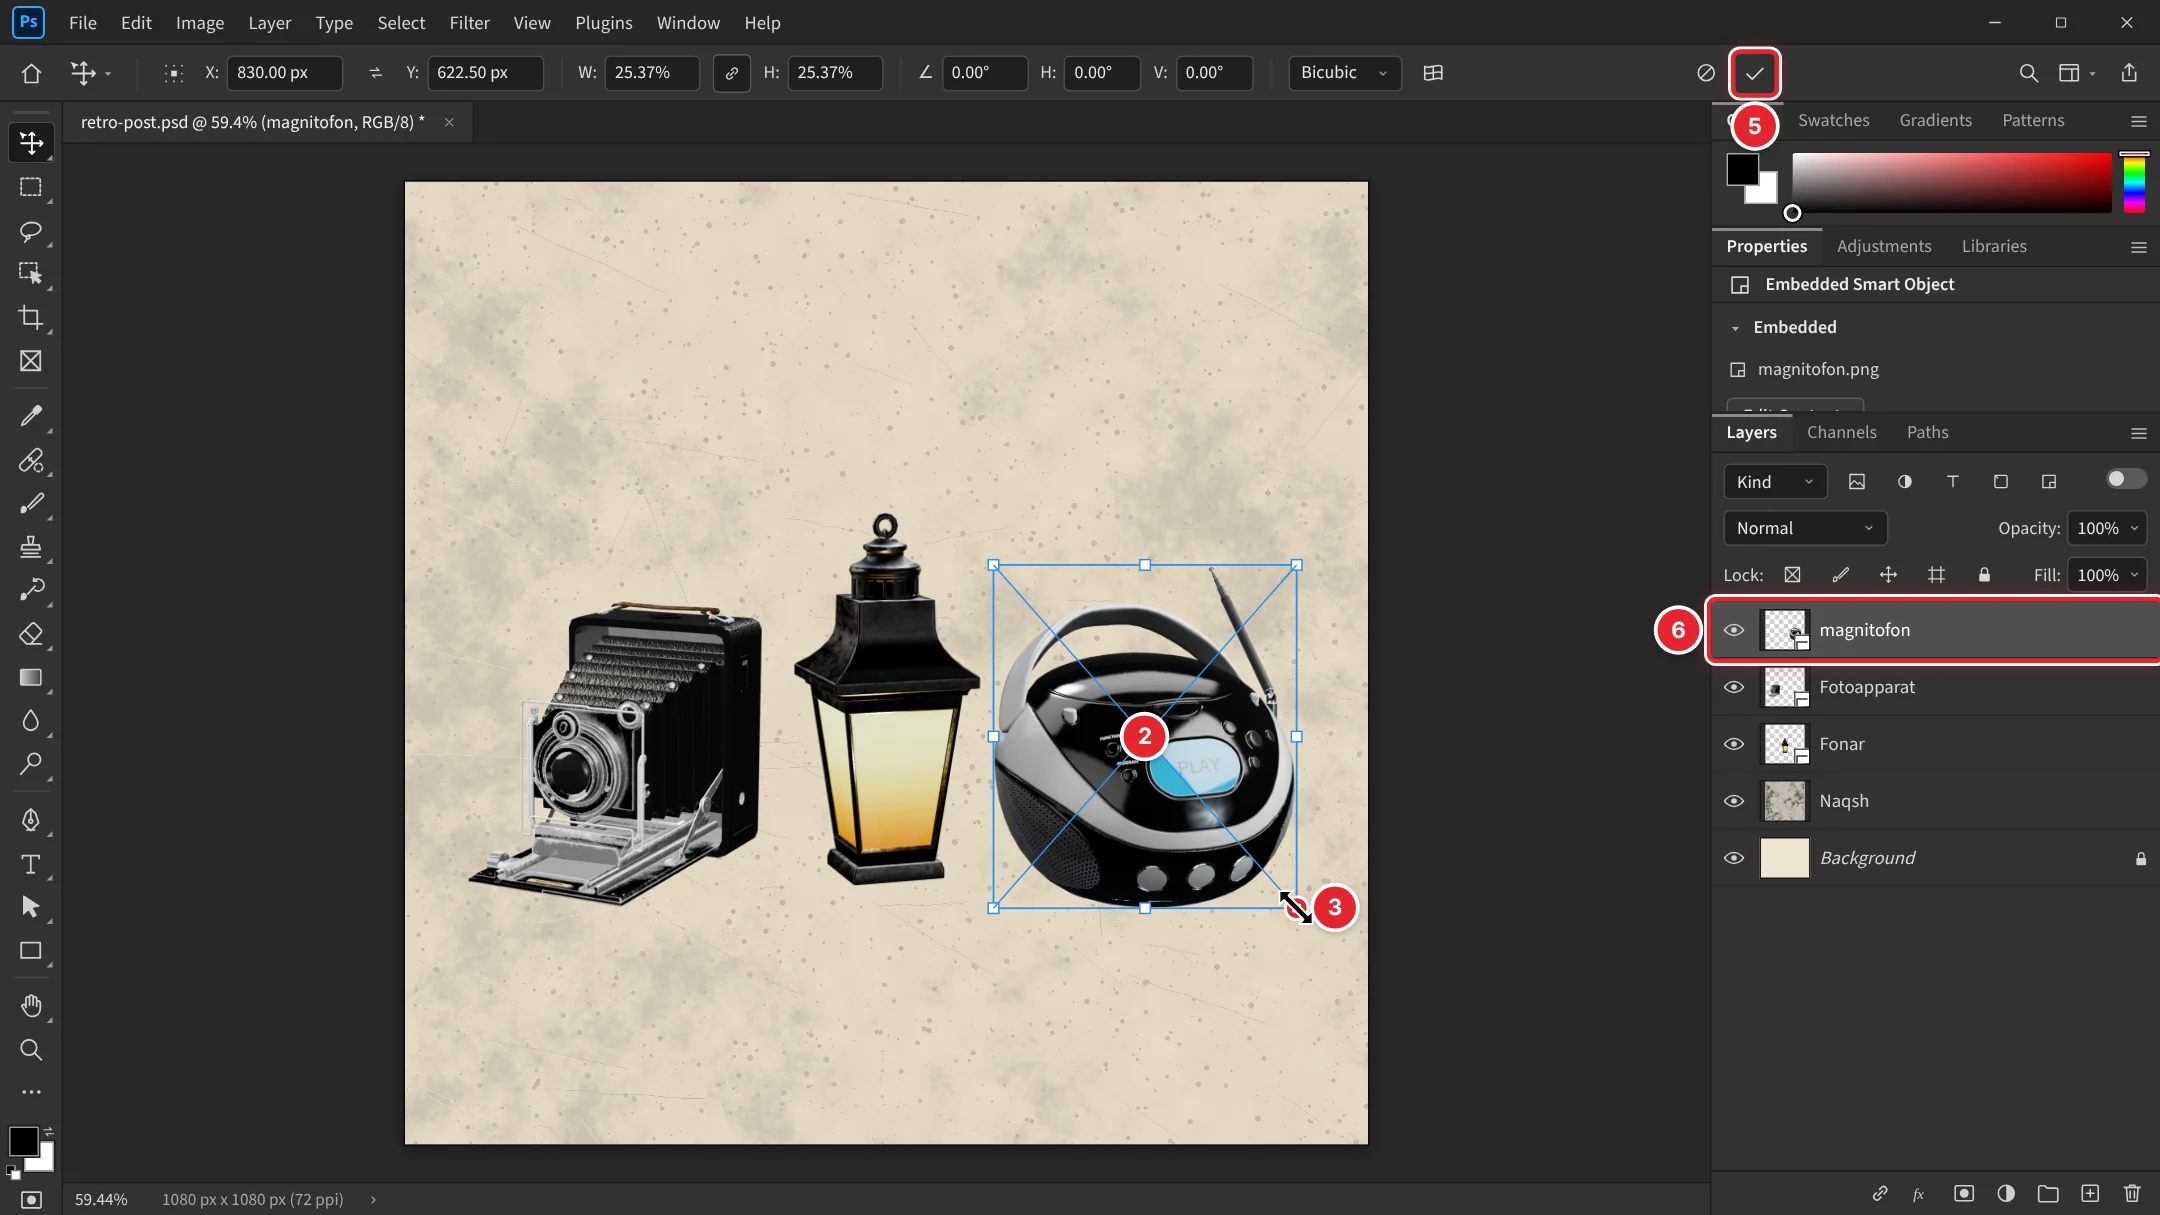 Ps File Edit Image Layer Type Select Filter View Plugins Window Help
X: 830.00 px Y: 622.50 px W: 25.37% H: 25.37% 0.00° H: 0.00° V: 0.00° Bicubic
retro-post.psd @ 59.4% (magnitofon, RGB/8) *
5
Swatches Gradients Patterns
Properties Adjustments Libraries
Embedded Smart Object
Embedded
magnitofon.png
Layers Channels Paths
Kind
Normal Opacity: 100%
Lock: Fill: 100%
6 magnitofon
Fotoapparat
Fonar
Naqsh
Background
2
PLAY
3
fx
59.44% 1080 px x 1080 px (72 ppi)